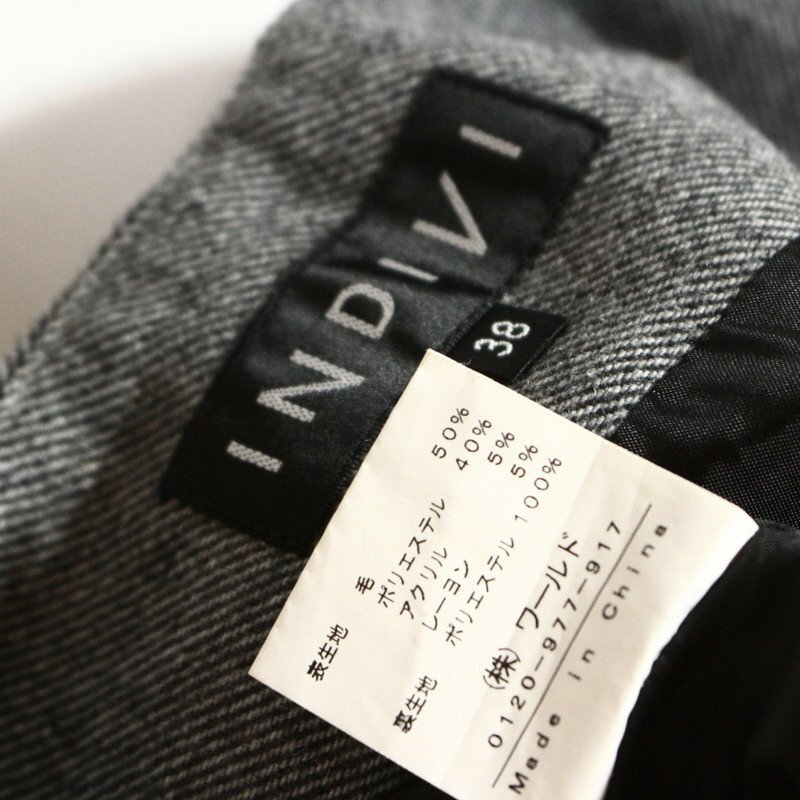 INDIVI
38
表生地 毛 50%
ポリエステル 40%
アクリル 5%
レーヨン 5%
裏生地 ポリエステル 100%
(株) ワールド
0120-977-917
Made in China